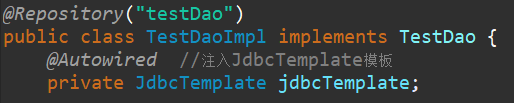 @Repository("testDao")
public class TestDaoImpl implements TestDao {
@Autowired  //注入JdbcTemplate模板
private JdbcTemplate jdbcTemplate;